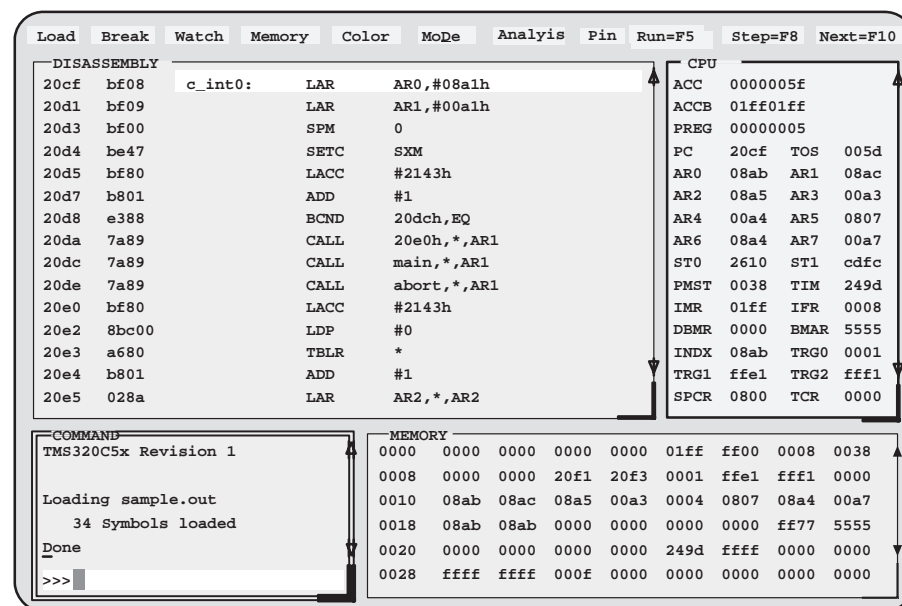 Load Break Watch Memory Color MoDe Analyis Pin Run=F5 Step=F8 Next=F10
DISASSEMBLY
20cf bf08 c_int0: LAR AR0,#08a1h
20d1 bf09 LAR AR1,#00a1h
20d3 bf00 SPM 0
20d4 be47 SETC SXM
20d5 bf80 LACC #2143h
20d7 b801 ADD #1
20d8 e388 BCND 20dch,EQ
20da 7a89 CALL 20e0h,*,AR1
20dc 7a89 CALL main,*,AR1
20de 7a89 CALL abort,*,AR1
20e0 bf80 LACC #2143h
20e2 8bc00 LDP #0
20e3 a680 TBLR *
20e4 b801 ADD #1
20e5 028a LAR AR2,*,AR2
CPU
ACC 0000005f
ACCB 01ff01ff
PREG 00000005
PC 20cf TOS 005d
AR0 08ab AR1 08ac
AR2 08a5 AR3 00a3
AR4 00a4 AR5 0807
AR6 08a4 AR7 00a7
ST0 2610 ST1 cdfc
PMST 0038 TIM 249d
IMR 01ff IFR 0008
DBMR 0000 BMAR 5555
INDX 08ab TRG0 0001
TRG1 ffe1 TRG2 fff1
SPCR 0800 TCR 0000
COMMAND
TMS320C5x Revision 1
Loading sample.out
34 Symbols loaded
Done
>>>
MEMORY
0000 0000 0000 0000 0000 01ff ff00 0008 0038
0008 0000 0000 20f1 20f3 0001 ffe1 fff1 0000
0010 08ab 08ac 08a5 00a3 0004 0807 08a4 00a7
0018 08ab 08ab 0000 0000 0000 0000 ff77 5555
0020 0000 0000 0000 0000 249d ffff 0000 0000
0028 ffff ffff 000f 0000 0000 0000 0000 0000